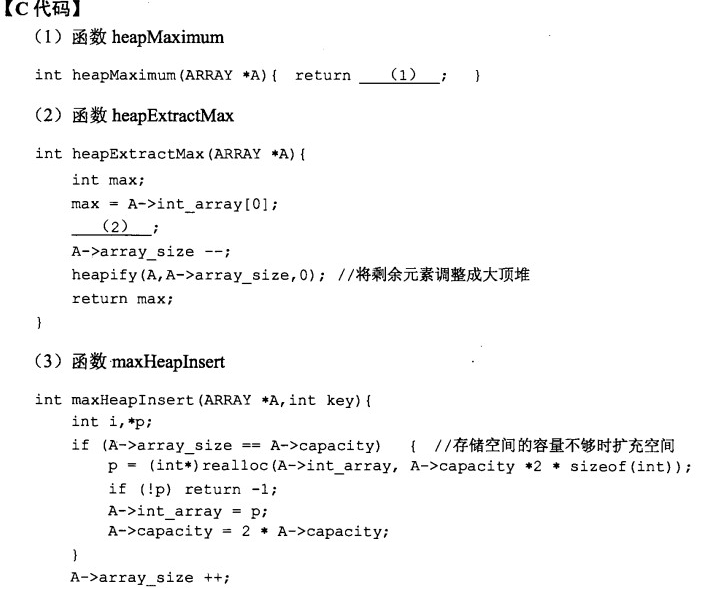 【C 代码】
（1）函数 heapMaximum
int heapMaximum(ARRAY *A){ return （1） ; }
（2）函数 heapExtractMax
int heapExtractMax(ARRAY *A){
int max;
max = A->int_array[0];
（2） ;
A->array_size --;
heapify(A,A->array_size,0); //将剩余元素调整成大顶堆
return max;
}
（3）函数 maxHeapInsert
int maxHeapInsert(ARRAY *A,int key){
int i,*p;
if (A->array_size == A->capacity) { //存储空间的容量不够时扩充空间
p = (int*)realloc(A->int_array, A->capacity *2 * sizeof(int));
if (!p) return -1;
A->int_array = p;
A->capacity = 2 * A->capacity;
}
A->array_size ++;